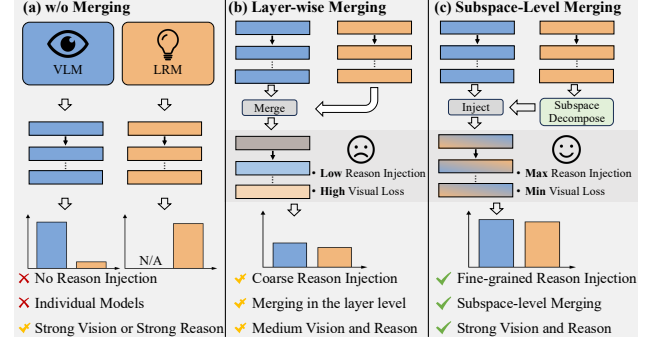 (a) w/o Merging
VLM
LRM
N/A
No Reason Injection
Individual Models
Strong Vision or Strong Reason
(b) Layer-wise Merging
Merge
• Low Reason Injection
• High Visual Loss
Coarse Reason Injection
Merging in the layer level
Medium Vision and Reason
(c) Subspace-Level Merging
Inject
Subspace
Decompose
• Max Reason Injection
• Min Visual Loss
Fine-grained Reason Injection
Subspace-level Merging
Strong Vision and Reason